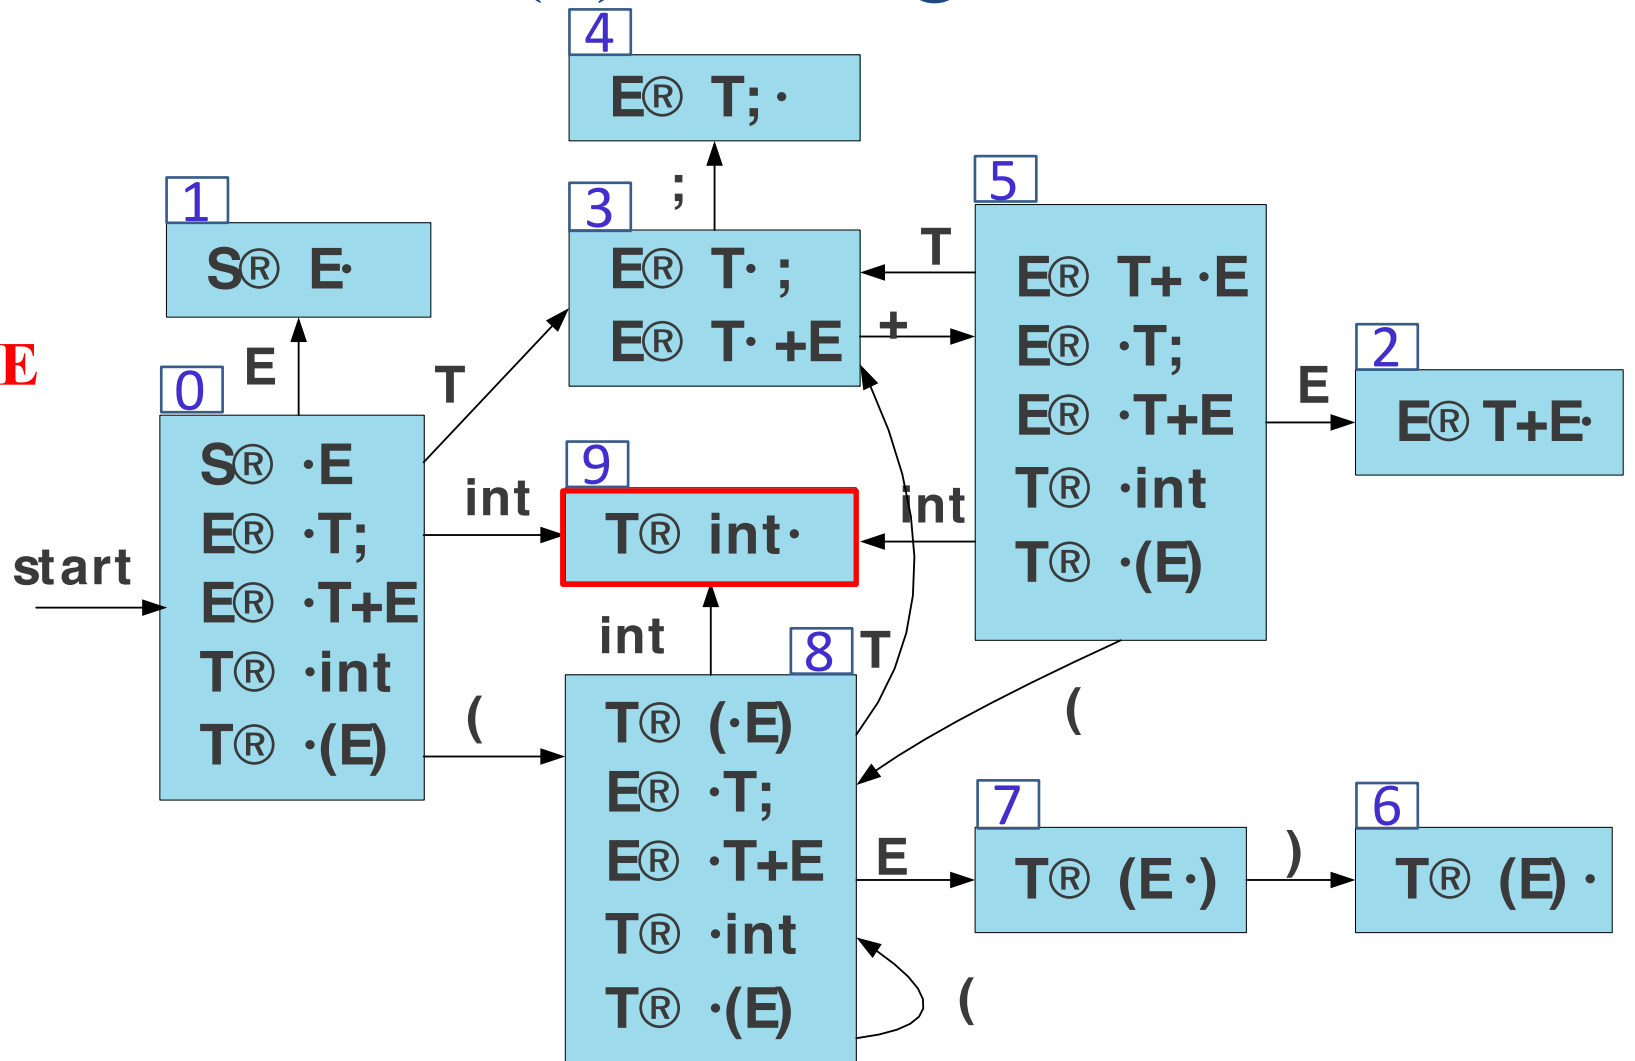 4
E® T; ·
;
1
S® E·
3
E® T· ;
E® T· +E
T
+
5
E® T+ ·E
E® ·T;
E® ·T+E
T® ·int
T® ·(E)
E
2
E® T+E·
E
E
T
0
S® ·E
E® ·T;
E® ·T+E
T® ·int
T® ·(E)
start
int
9
T® int·
int
int
(
8
T
T® (·E)
E® ·T;
E® ·T+E
T® ·int
T® ·(E)
(
E
7
T® (E ·)
)
6
T® (E) ·
(